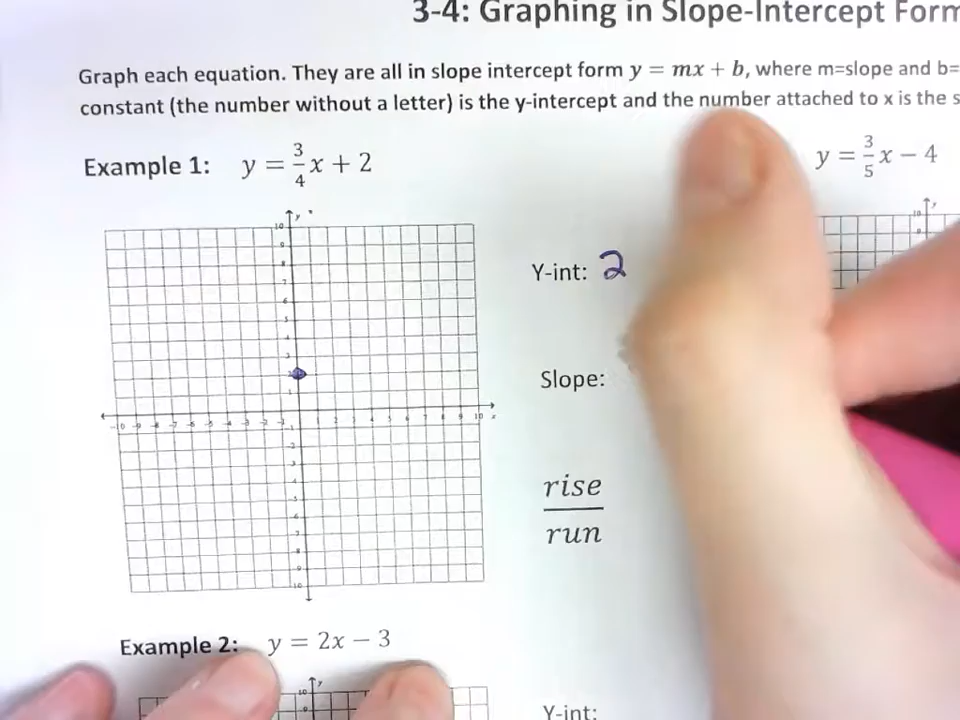 3-4: Graphing in Slope-Intercept Form
Graph each equation. They are all in slope intercept form y = mx + b, where m=slope and b=
constant (the number without a letter) is the y-intercept and the number attached to x is the s
Example 1: y = 3/4 x + 2
y = 3/5 x − 4
Y-int: 2
Slope:
rise
run
Example 2: y = 2x − 3
Y-int: